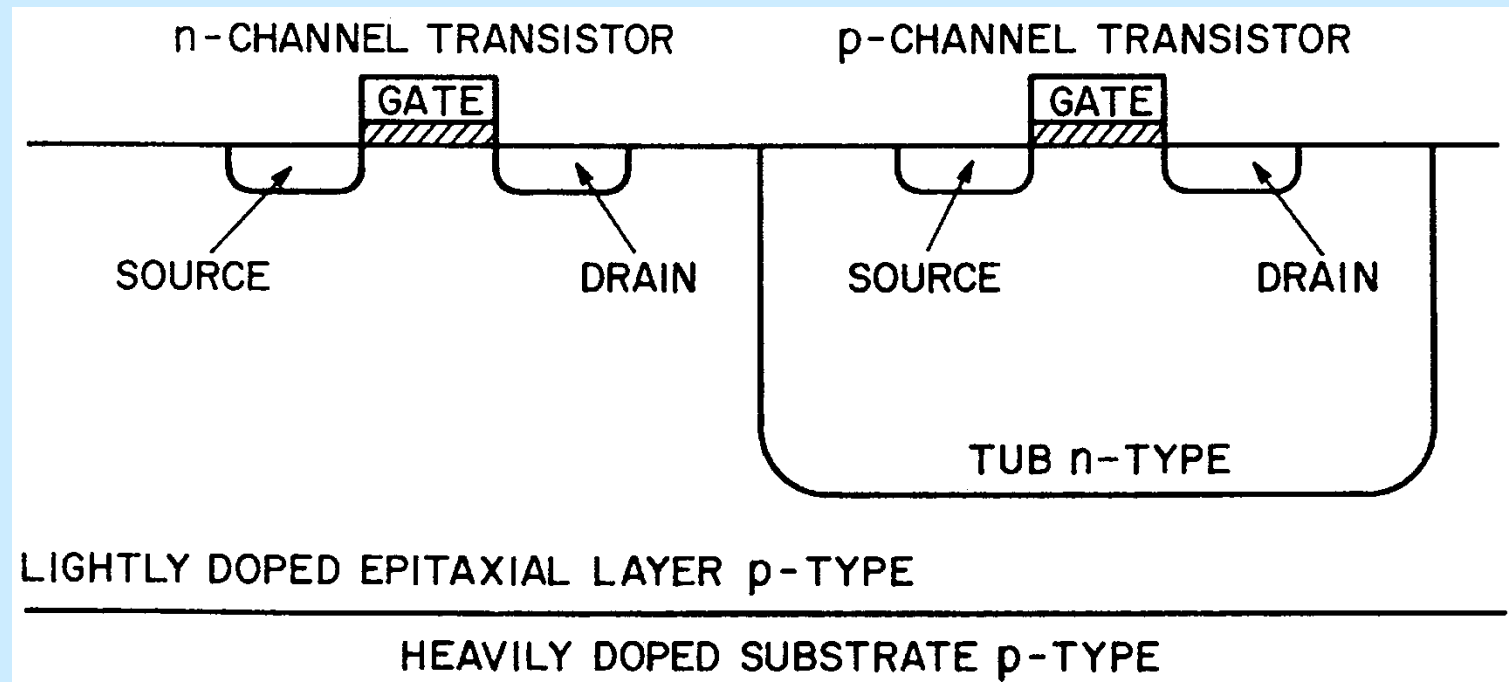 n-CHANNEL TRANSISTOR
p-CHANNEL TRANSISTOR
GATE
GATE
SOURCE
DRAIN
SOURCE
DRAIN
TUB n-TYPE
LIGHTLY DOPED EPITAXIAL LAYER p-TYPE
HEAVILY DOPED SUBSTRATE p-TYPE